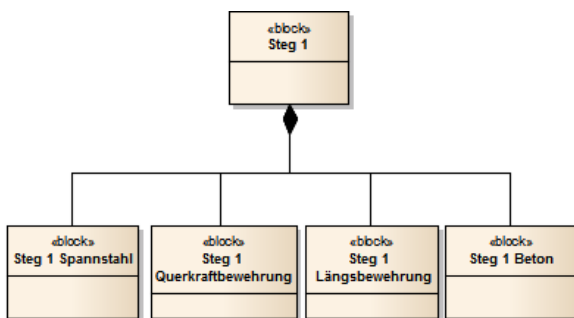 «block»
Steg 1
«block»
Steg 1 Spannstahl
«block»
Steg 1
Querkraftbewehrung
«block»
Steg 1
Längsbewehrung
«block»
Steg 1 Beton